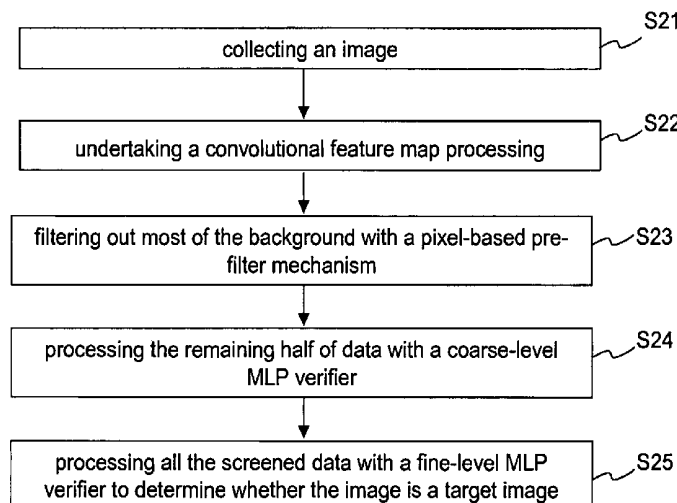 S21
collecting an image
S22
undertaking a convolutional feature map processing
S23
filtering out most of the background with a pixel-based pre-
filter mechanism
S24
processing the remaining half of data with a coarse-level
MLP verifier
S25
processing all the screened data with a fine-level MLP
verifier to determine whether the image is a target image